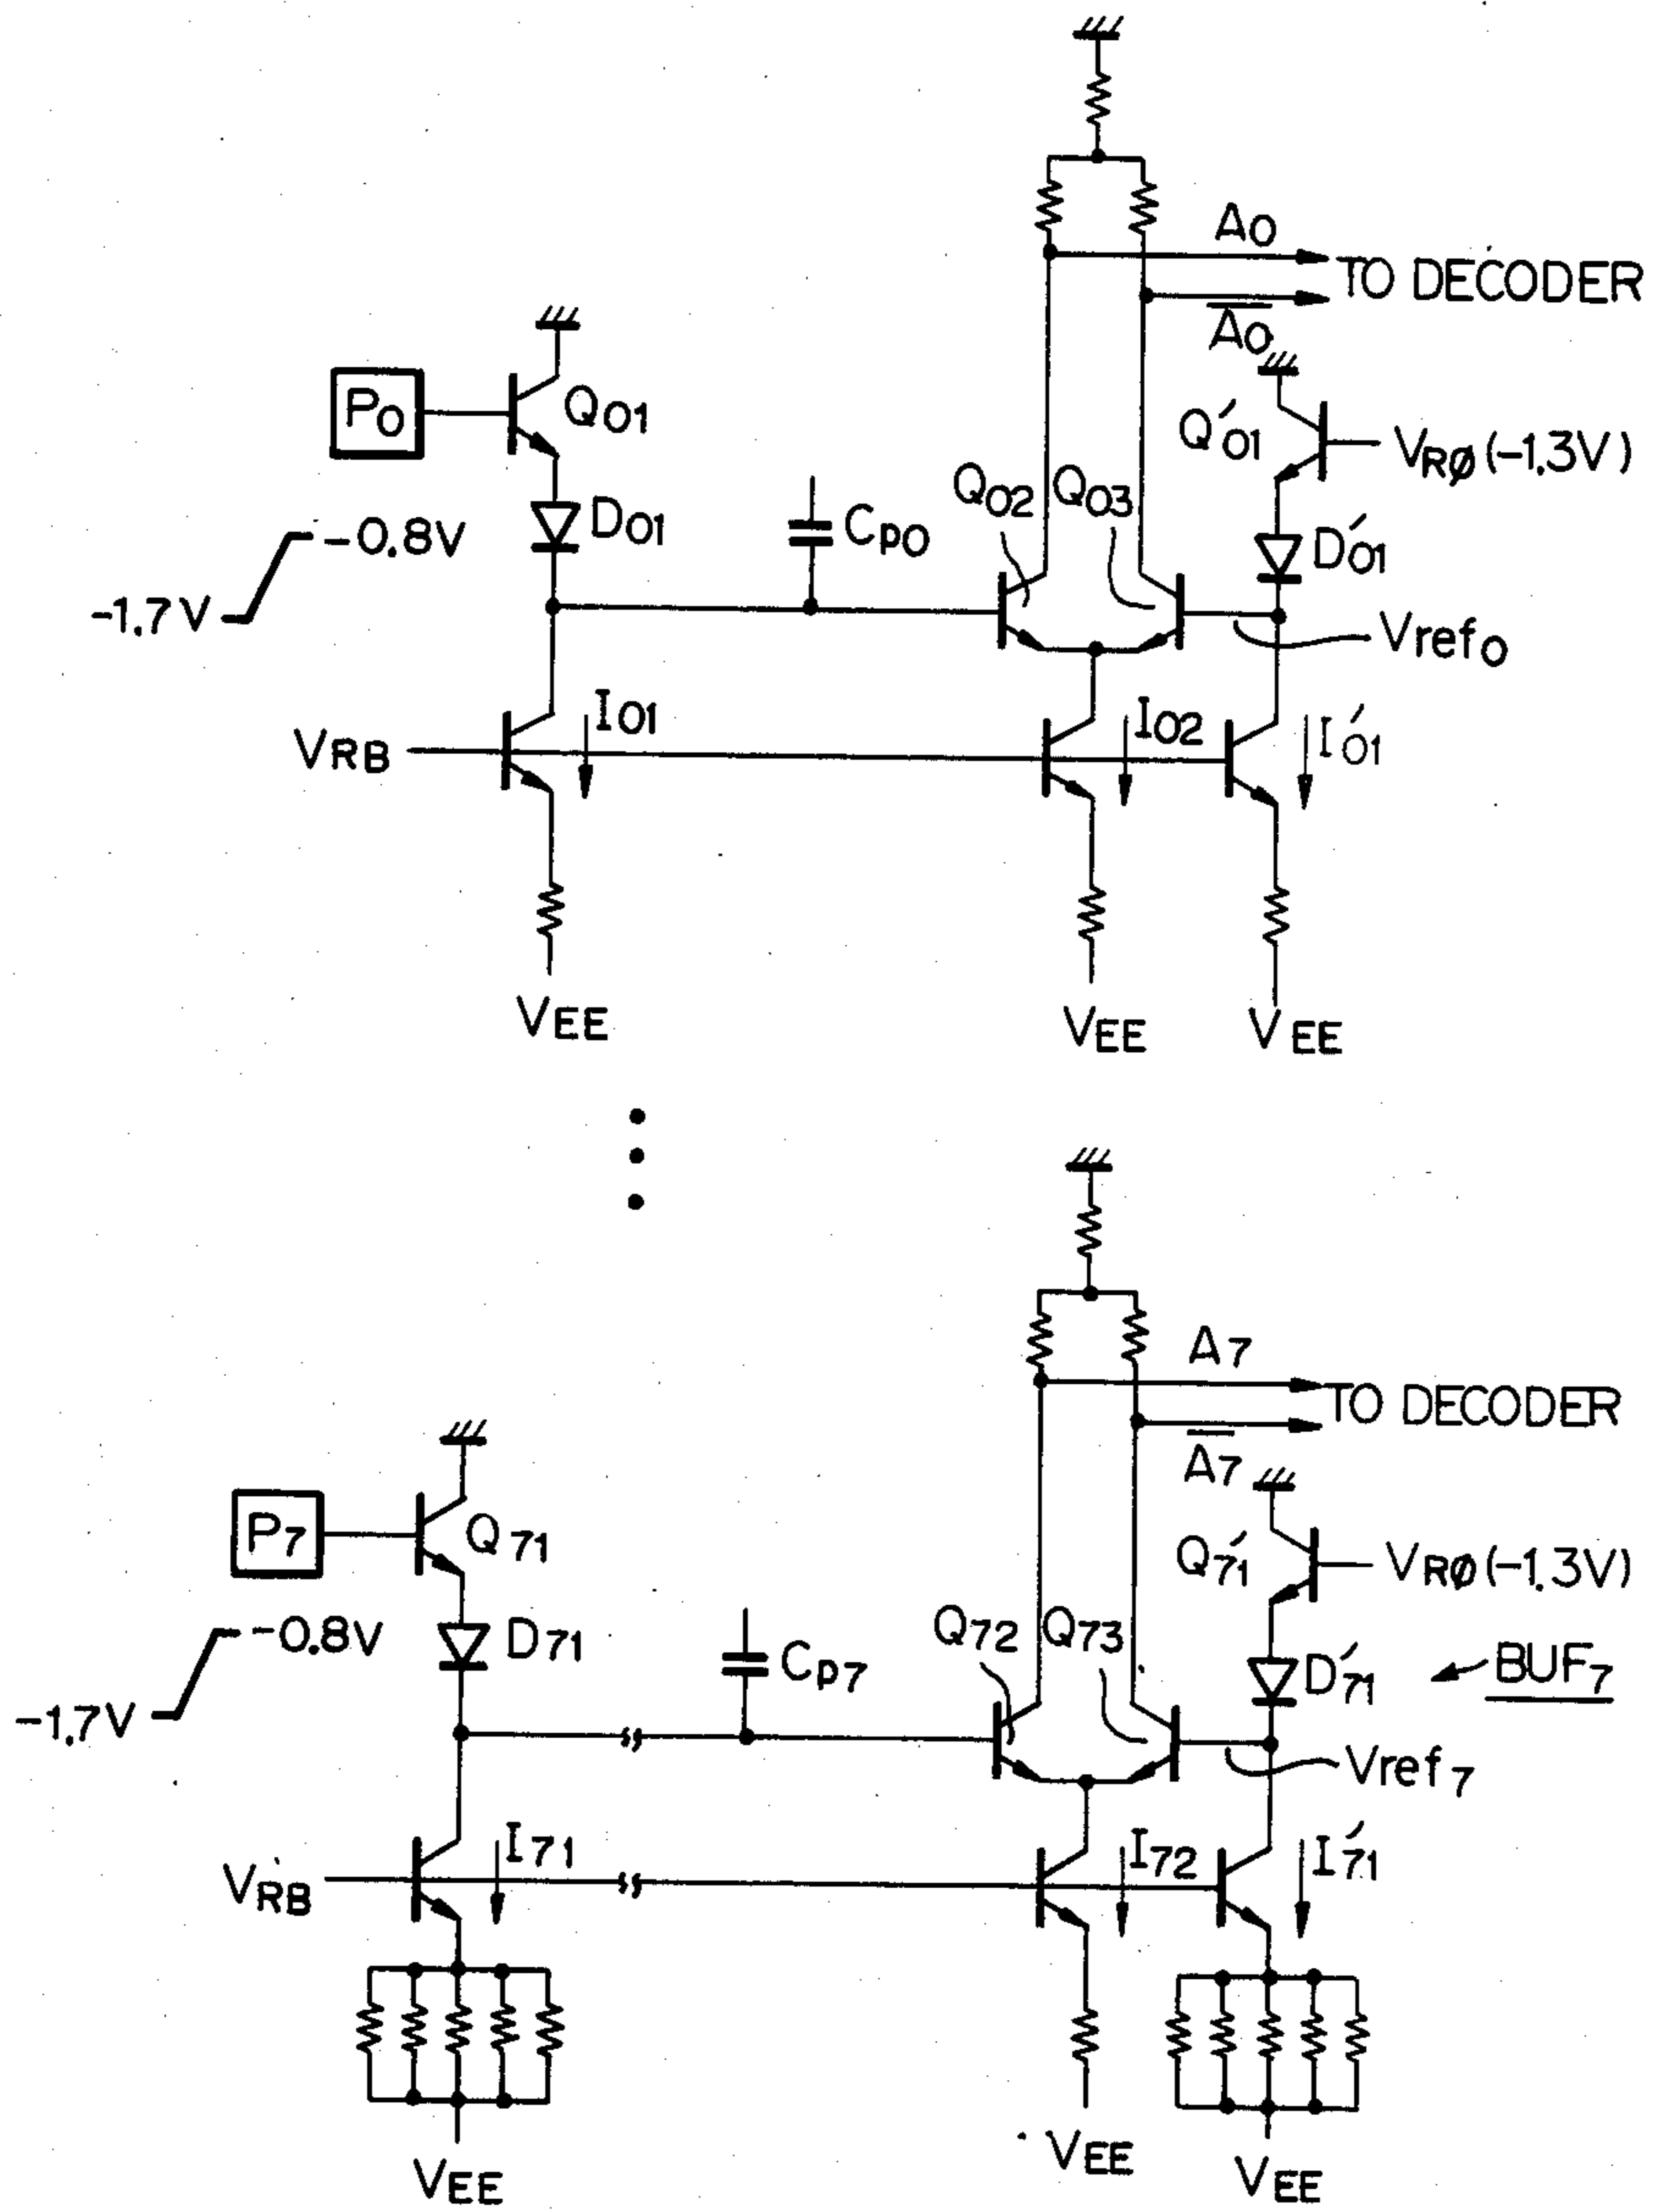 A0
TO DECODER
A0
P0
Q01
Q'01
VRØ (-1.3V)
Q02
Q03
D01
-0.8V
Cp0
D'01
-1.7V
Vref0
I01
I02
I'01
VRB
VEE
VEE
VEE
A7
TO DECODER
A7
P7
Q71
Q'71
VRØ (-1.3V)
Q72
Q73
D71
-0.8V
Cp7
D'71
BUF7
-1.7V
Vref7
I71
I72
I'71
VRB
VEE
VEE
VEE